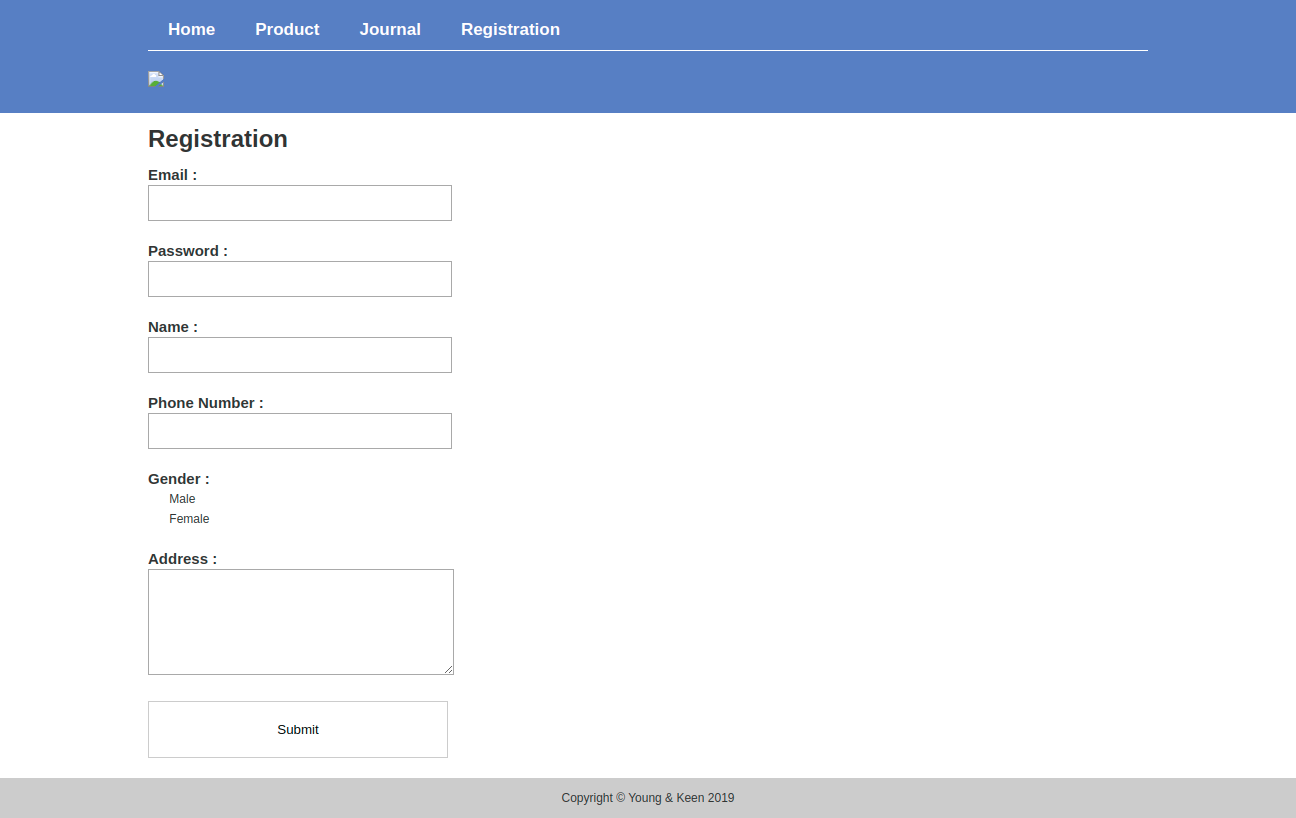 Home Product Journal Registration
Registration
Email :
Password :
Name :
Phone Number :
Gender :
Male
Female
Address :
Submit
Copyright © Young & Keen 2019